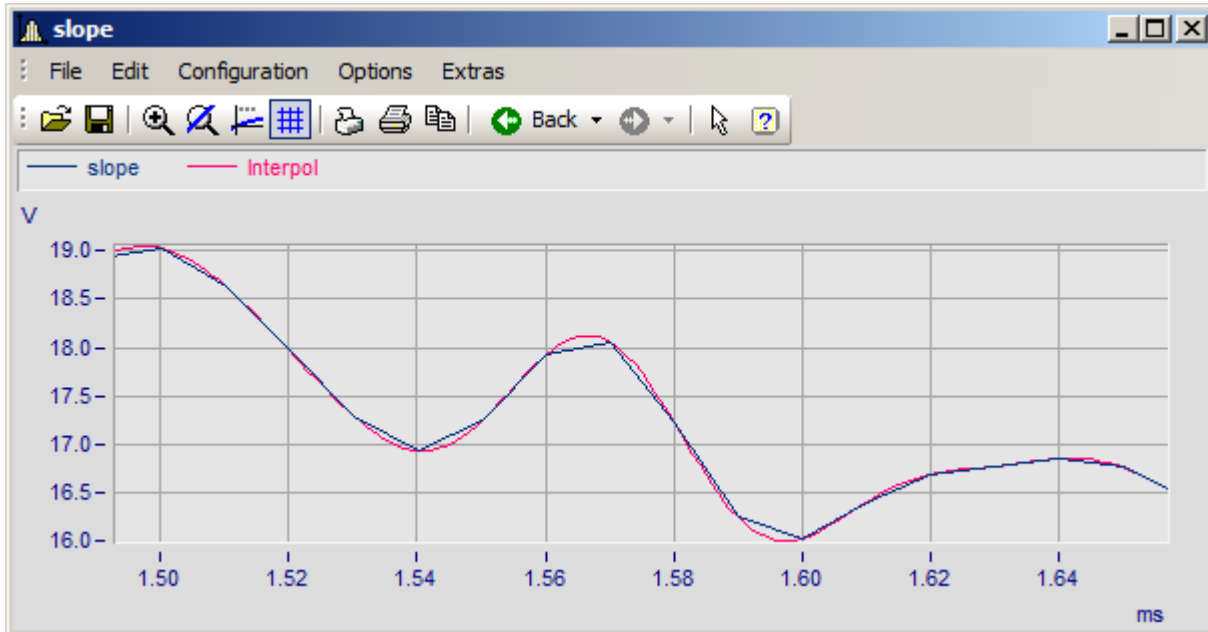 slope
File Edit Configuration Options Extras
Back
slope Interpol
V
19.0
18.5
18.0
17.5
17.0
16.5
16.0
1.50 1.52 1.54 1.56 1.58 1.60 1.62 1.64
ms